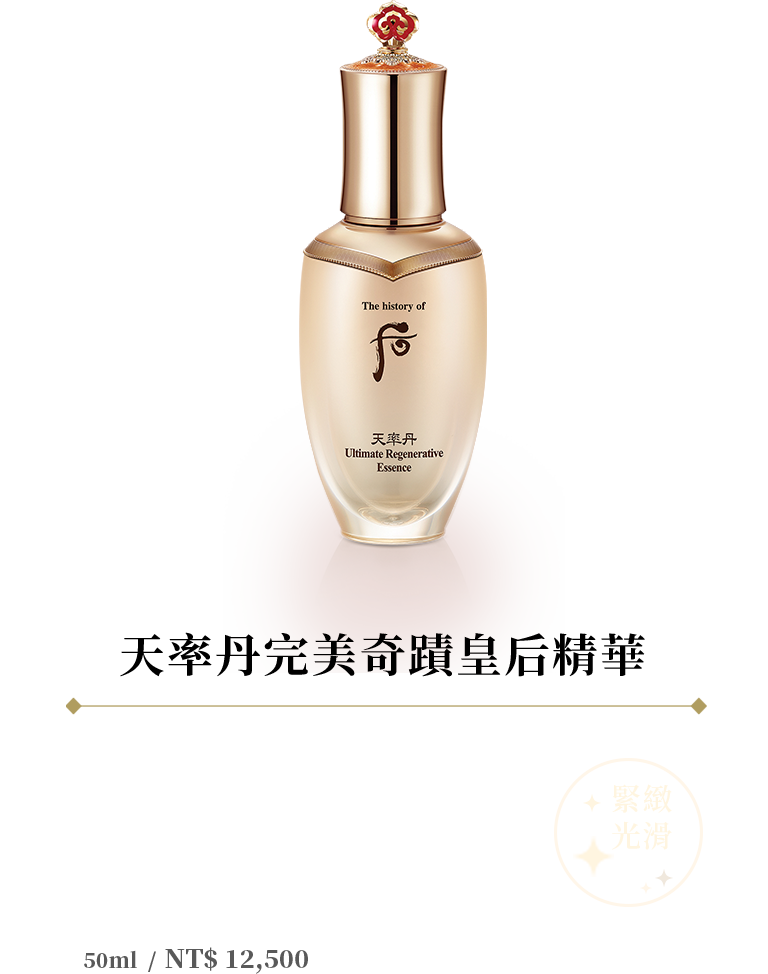 The history of
后
天率丹
Ultimate Regenerative
Essence
天率丹完美奇蹟皇后精華
緊緻
光滑
50ml / NT$ 12,500